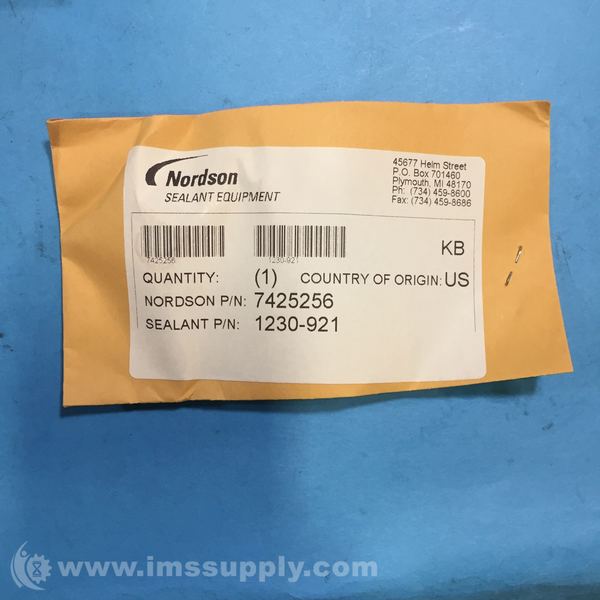 Nordson
SEALANT EQUIPMENT
45677 Helm Street
P.O. Box 701460
Plymouth, MI 48170
Ph: (734) 459-8600
Fax: (734) 459-8686
7425256
1230-921
KB
QUANTITY: (1) COUNTRY OF ORIGIN: US
NORDSON P/N: 7425256
SEALANT P/N: 1230-921
www.imssupply.com